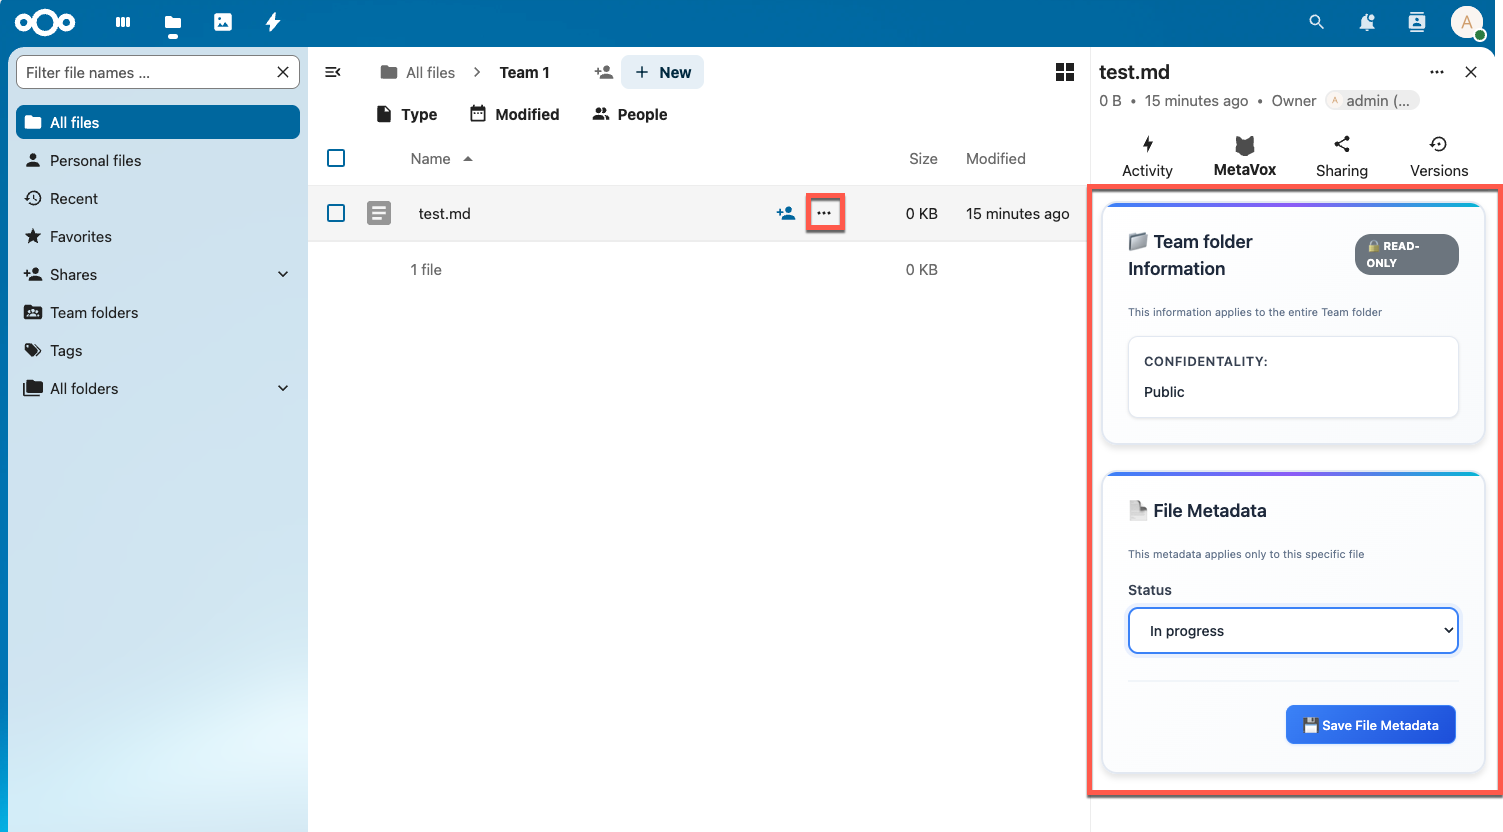 A
Filter file names ...
All files
Personal files
Recent
Favorites
Shares
Team folders
Tags
All folders
All files
Team 1
New
Type
Modified
People
Name
Size
Modified
test.md
0 KB
15 minutes ago
1 file
0 KB
test.md
0 B • 15 minutes ago • Owner A admin (...
Activity
MetaVox
Sharing
Versions
Team folder
Information
READ-
ONLY
This information applies to the entire Team folder
CONFIDENTALITY:
Public
File Metadata
This metadata applies only to this specific file
Status
In progress
Save File Metadata